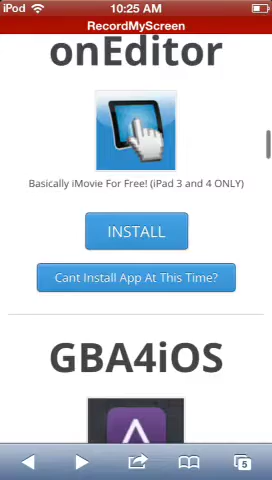 iPod 10:25 AM
RecordMyScreen
onEditor
Basically iMovie For Free! (iPad 3 and 4 ONLY)
INSTALL
Cant Install App At This Time?
GBA4iOS
5